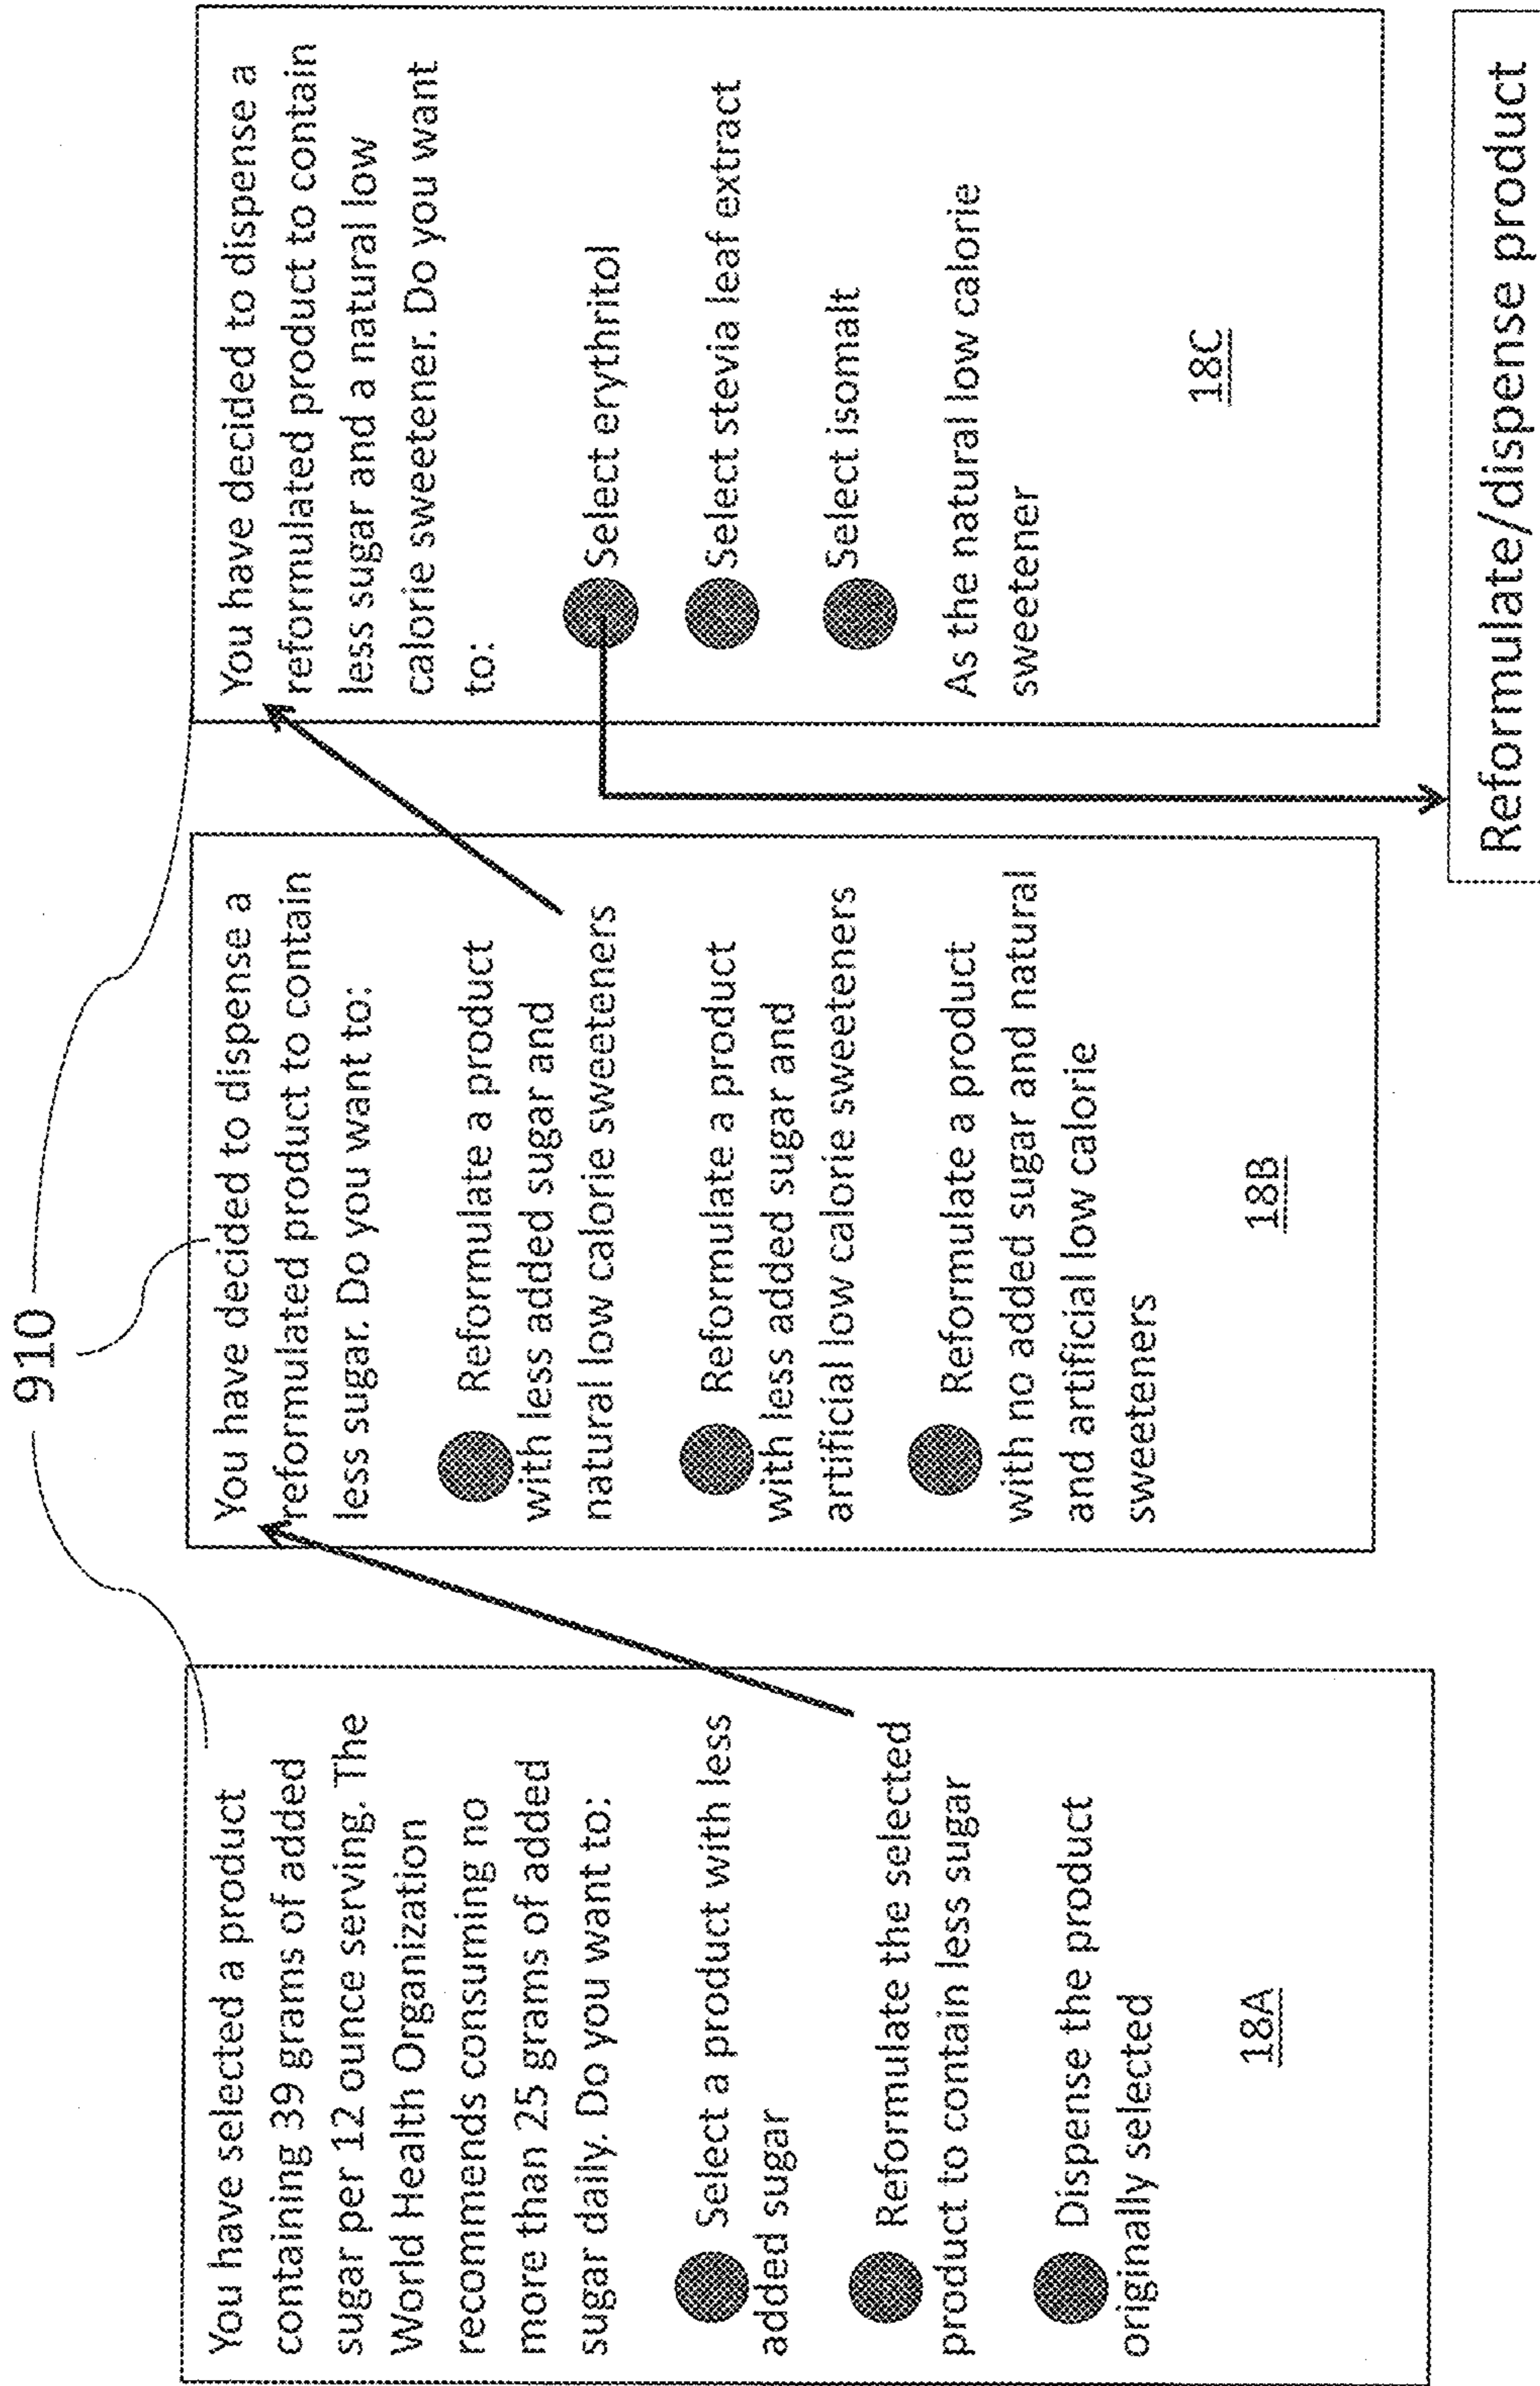 910
You have selected a product
containing 39 grams of added
sugar per 12 ounce serving. The
World Health Organization
recommends consuming no
more than 25 grams of added
sugar daily. Do you want to:
Select a product with less
added sugar
Reformulate the selected
product to contain less sugar
Dispense the product
originally selected
18A
You have decided to dispense a
reformulated product to contain
less sugar. Do you want to:
Reformulate a product
with less added sugar and
natural low calorie sweeteners
Reformulate a product
with less added sugar and
artificial low calorie sweeteners
Reformulate a product
with no added sugar and natural
and artificial low calorie
sweeteners
18B
You have decided to dispense a
reformulated product to contain
less sugar and a natural low
calorie sweetener. Do you want
to:
Select erythritol
Select stevia leaf extract
Select isomalt
As the natural low calorie
sweetener
18C
Reformulate/dispense product